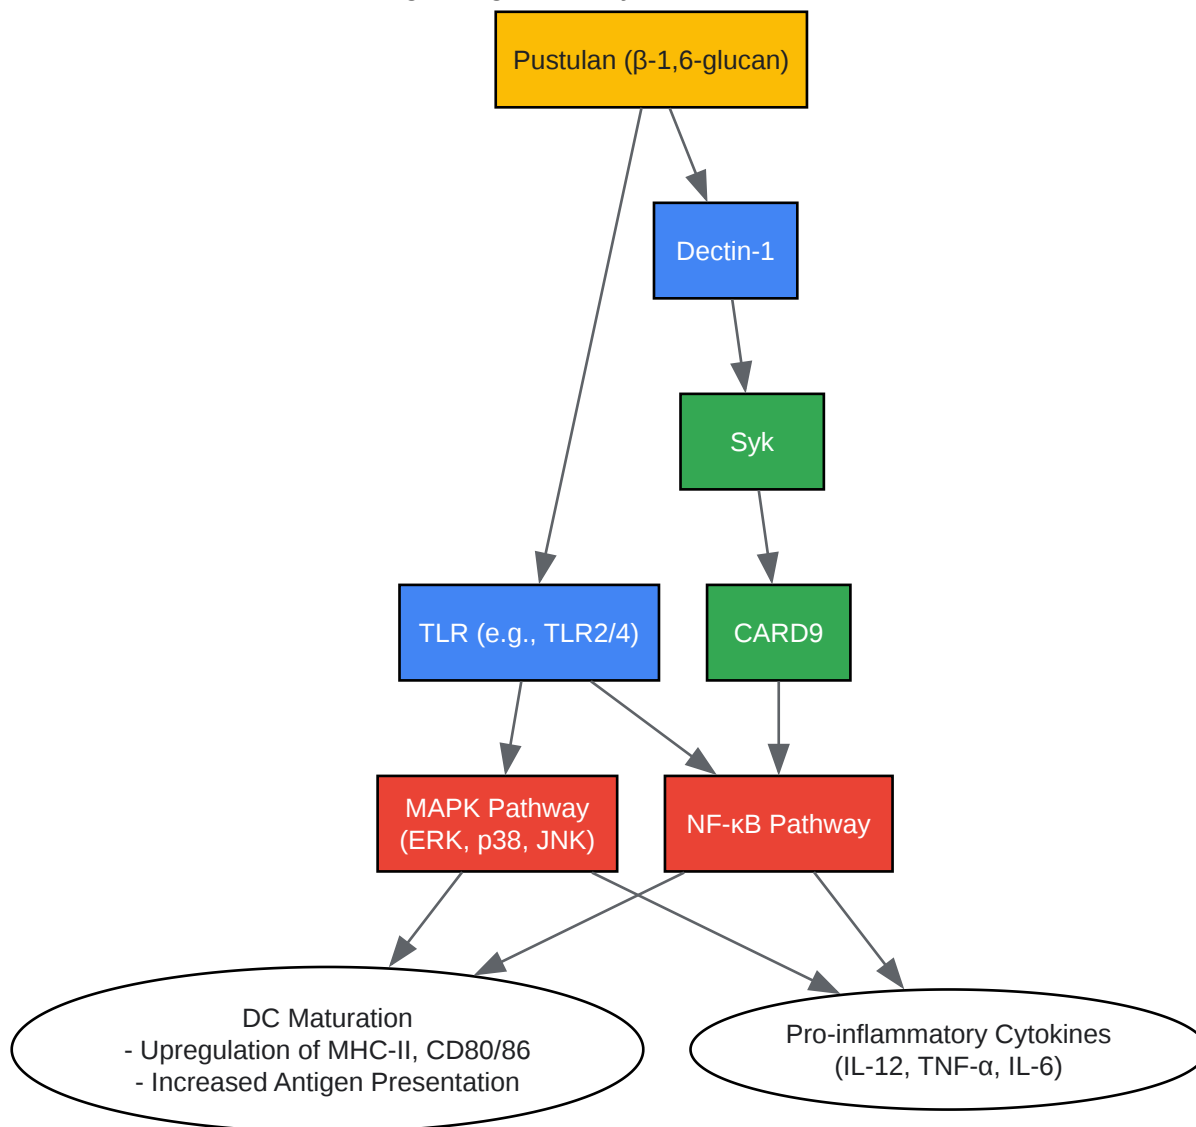 Pustulan (β-1,6-glucan)
Dectin-1
Syk
TLR (e.g., TLR2/4)
CARD9
MAPK Pathway
(ERK, p38, JNK)
NF-κB Pathway
DC Maturation
- Upregulation of MHC-II, CD80/86
- Increased Antigen Presentation
Pro-inflammatory Cytokines
(IL-12, TNF-α, IL-6)